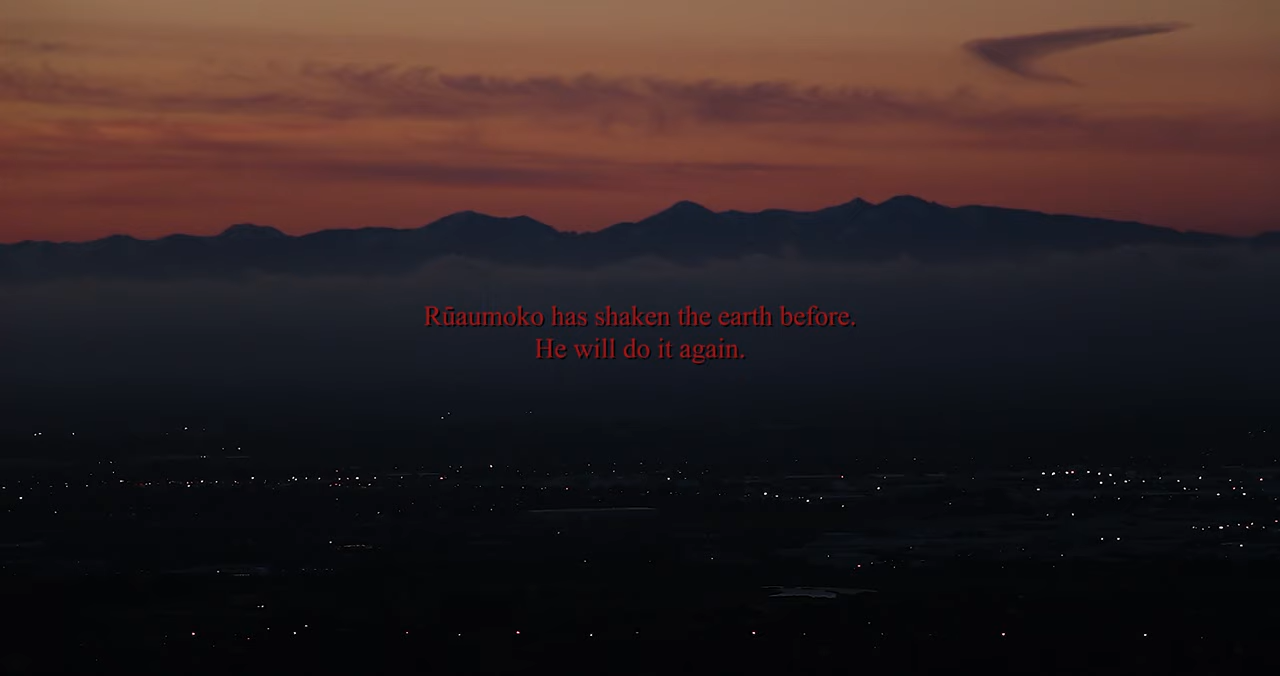 Rūaumoko has shaken the earth before.
He will do it again.